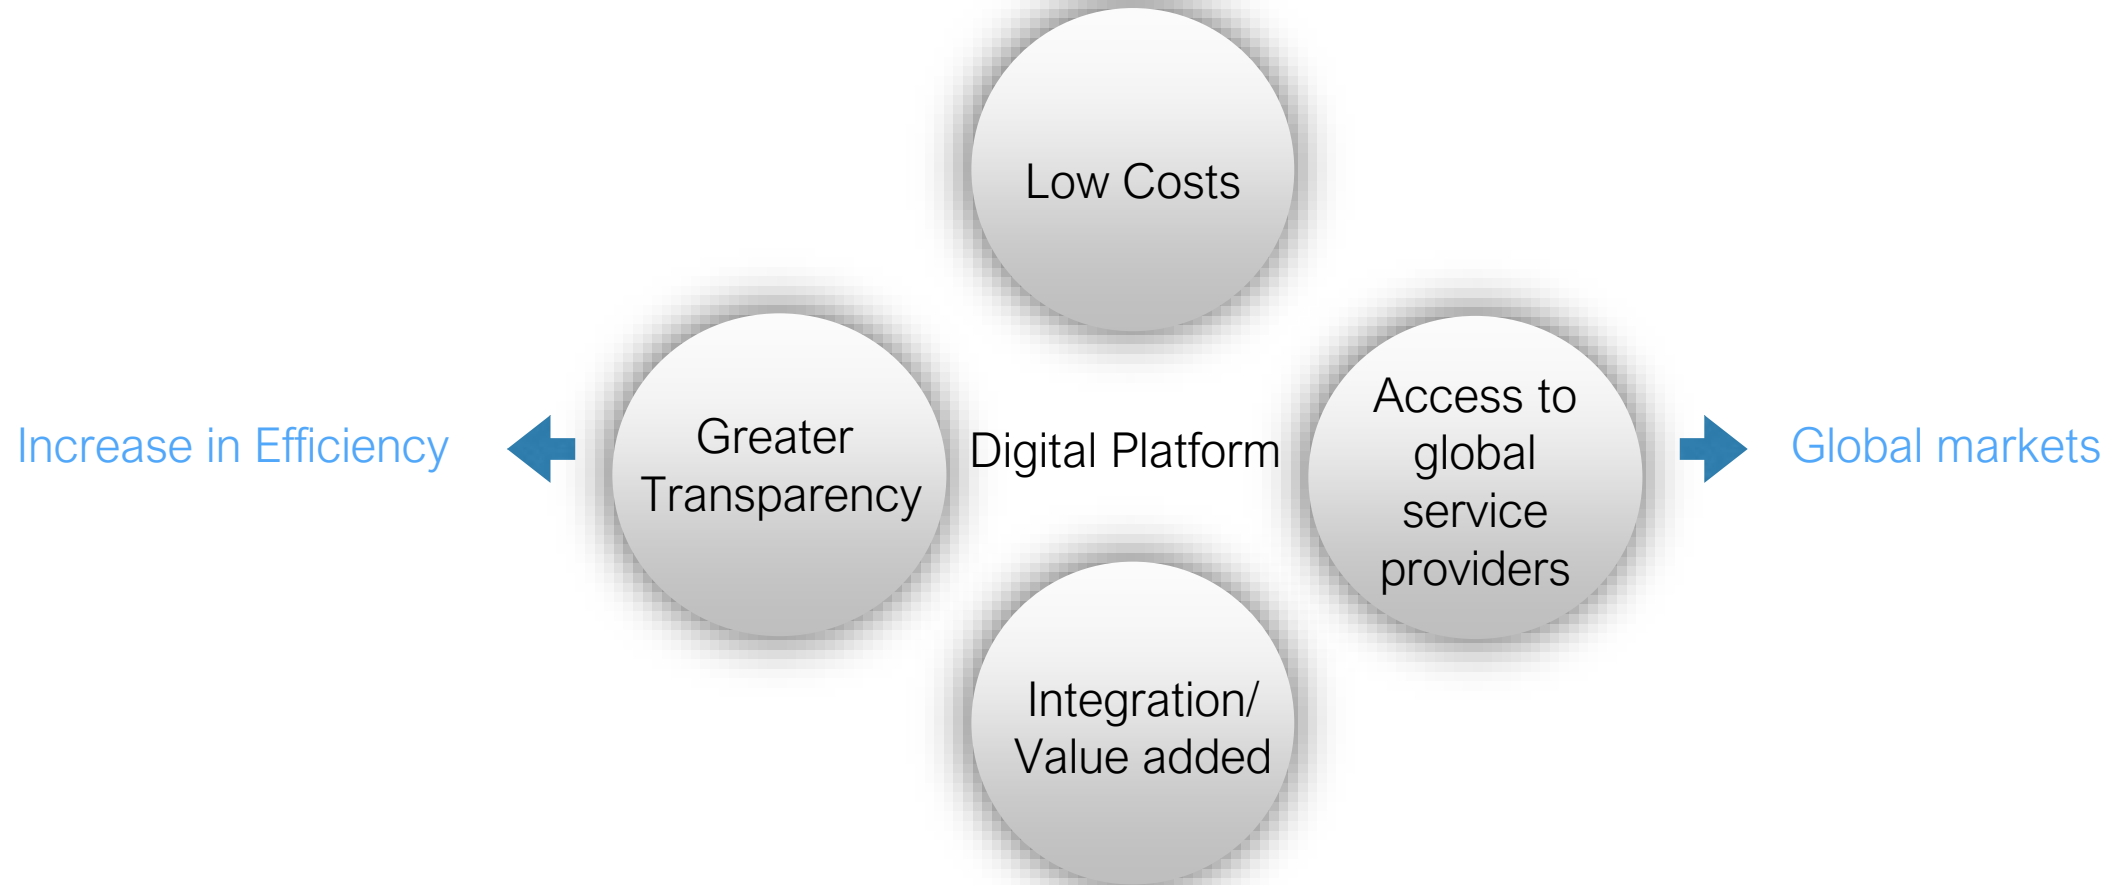 Low Costs
Increase in Efficiency
Greater
Transparency
Digital Platform
Access to
global
service
providers
Global markets
Integration/
Value added